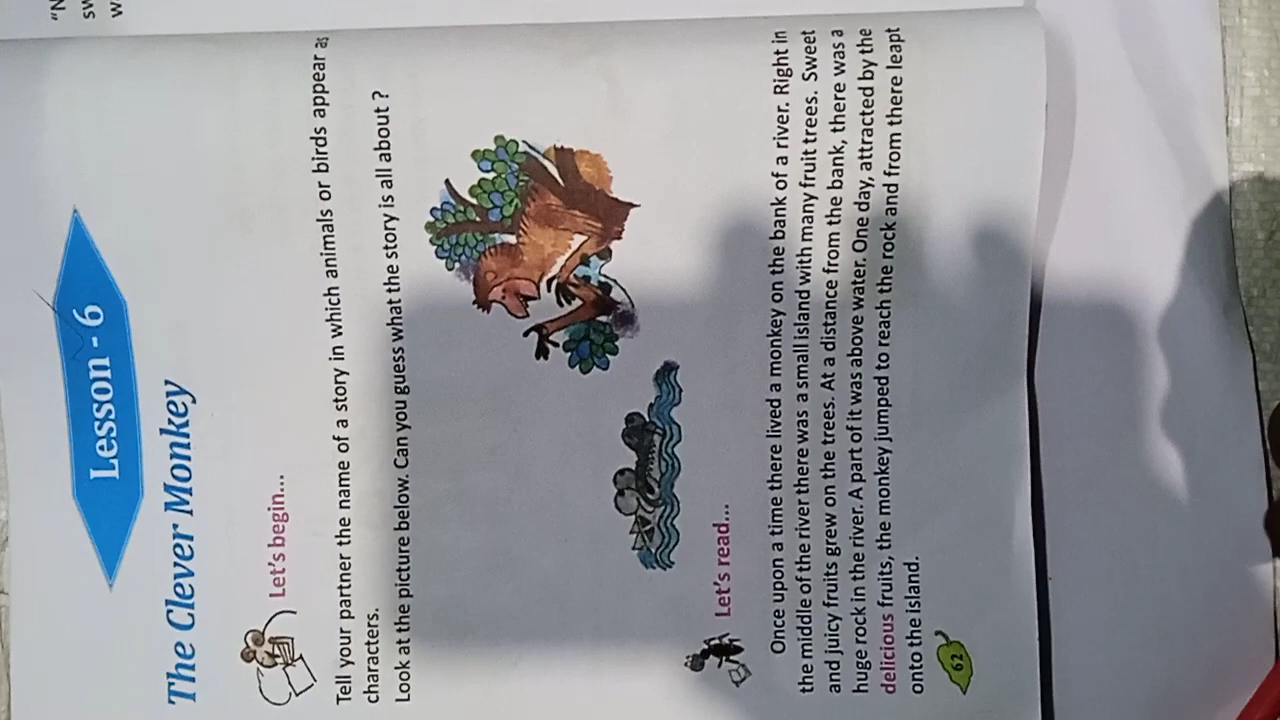 Lesson - 6
The Clever Monkey
Let's begin...
Tell your partner the name of a story in which animals or birds appear as
characters.
Look at the picture below. Can you guess what the story is all about ?
Let's read...
Once upon a time there lived a monkey on the bank of a river. Right in
the middle of the river there was a small island with many fruit trees. Sweet
and juicy fruits grew on the trees. At a distance from the bank, there was a
huge rock in the river. A part of it was above water. One day, attracted by the
delicious fruits, the monkey jumped to reach the rock and from there leapt
onto the island.
62